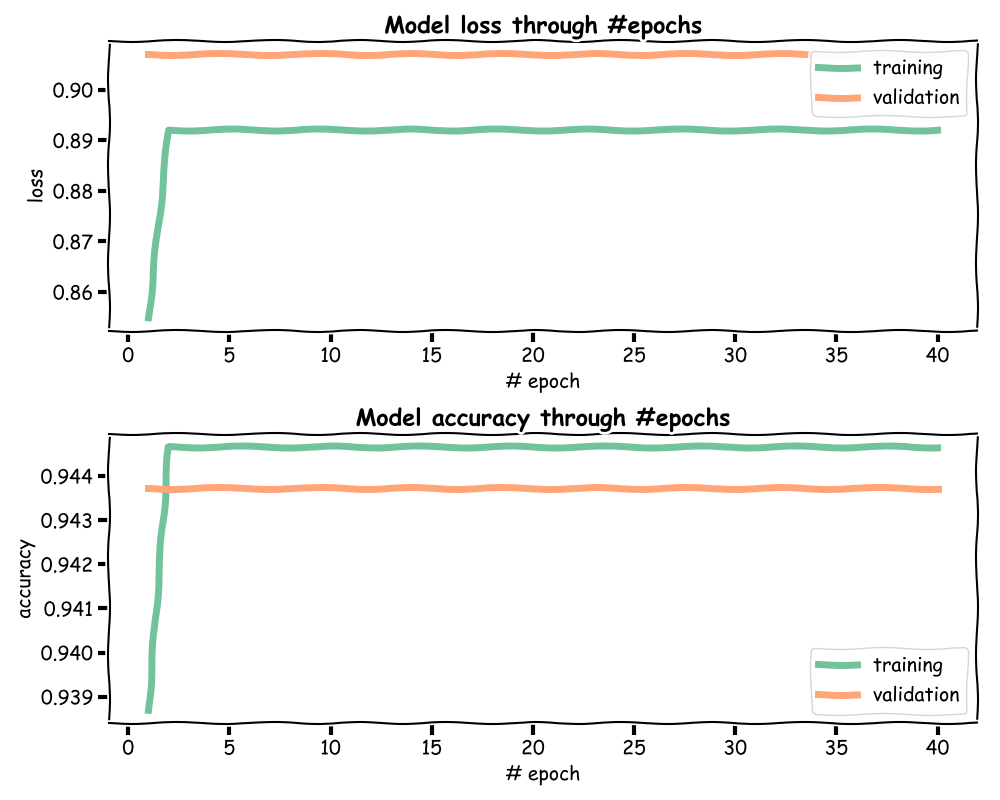 Model loss through #epochs
training
validation
0.90
0.89
0.88
0.87
0.86
loss
0 5 10 15 20 25 30 35 40
# epoch
Model accuracy through #epochs
0.944
0.943
0.942
0.941
0.940
0.939
accuracy
training
validation
0 5 10 15 20 25 30 35 40
# epoch